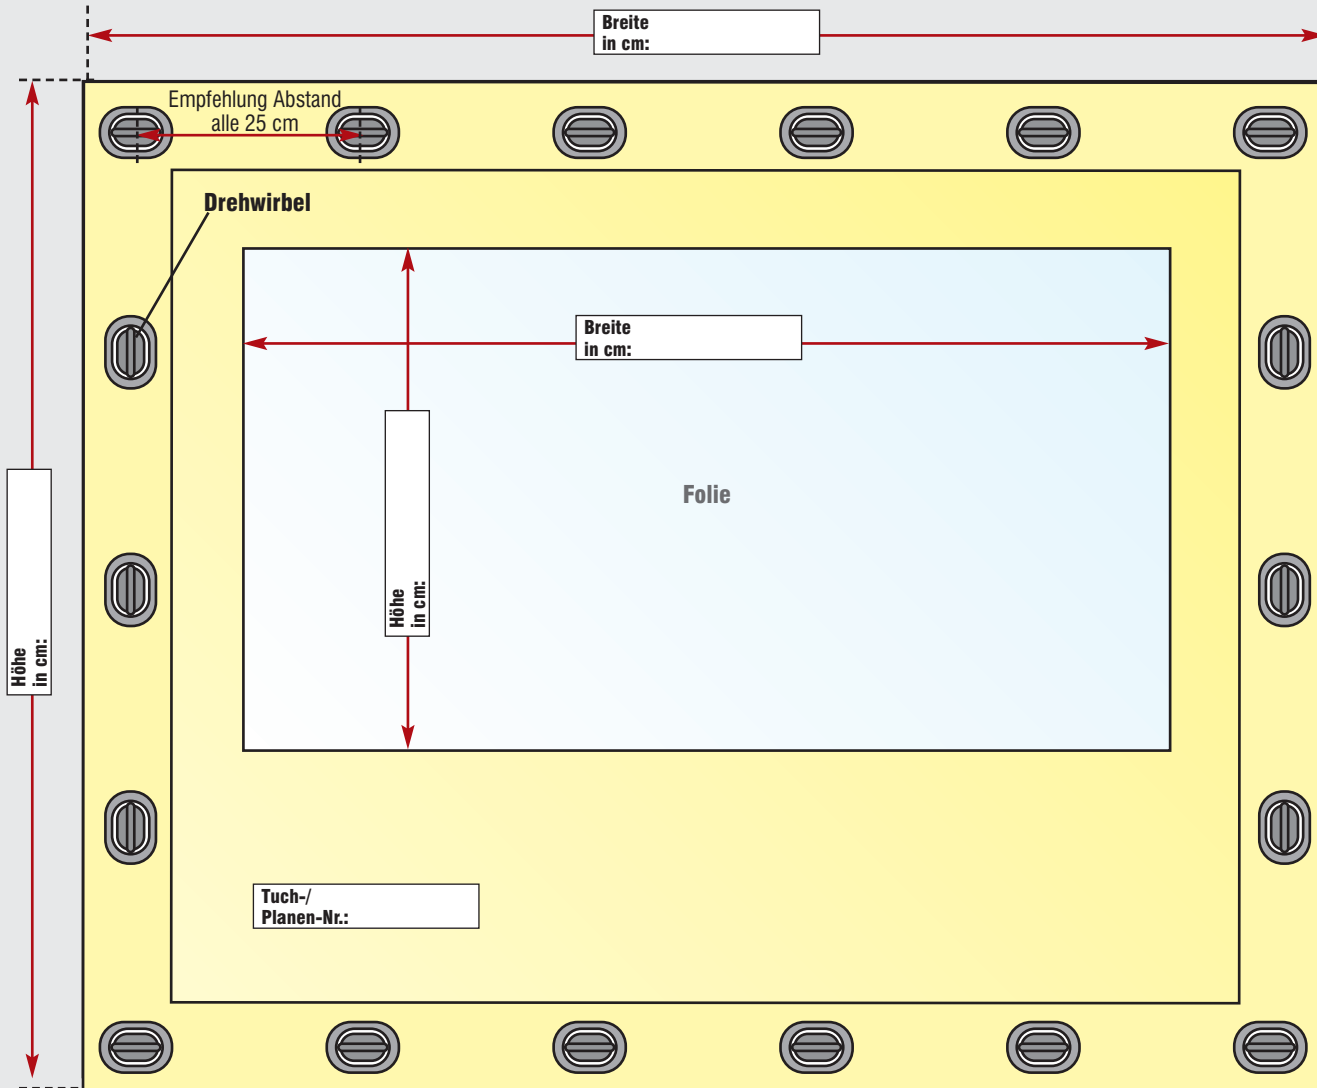 Breite
in cm:
Empfehlung Abstand
alle 25 cm
Drehwirbel
Breite
in cm:
Höhe
in cm:
Folie
Höhe
in cm:
Tuch-/
Planen-Nr.: